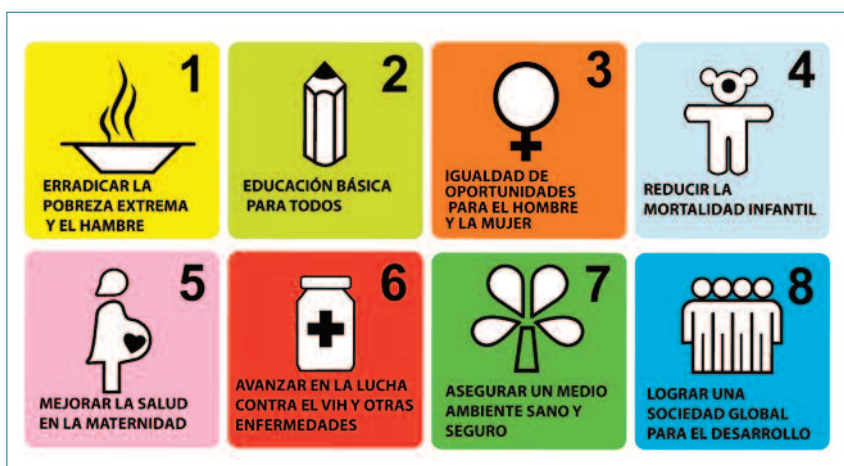 1
ERRADICAR LA
POBREZA EXTREMA
Y EL HAMBRE
2
EDUCACIÓN BÁSICA
PARA TODOS
3
IGUALDAD DE
OPORTUNIDADES
PARA EL HOMBRE
Y LA MUJER
4
REDUCIR LA
MORTALIDAD INFANTIL
5
MEJORAR LA SALUD
EN LA MATERNIDAD
6
AVANZAR EN LA LUCHA
CONTRA EL VIH Y OTRAS
ENFERMEDADES
7
ASEGURAR UN MEDIO
AMBIENTE SANO Y
SEGURO
8
LOGRAR UNA
SOCIEDAD GLOBAL
PARA EL DESARROLLO